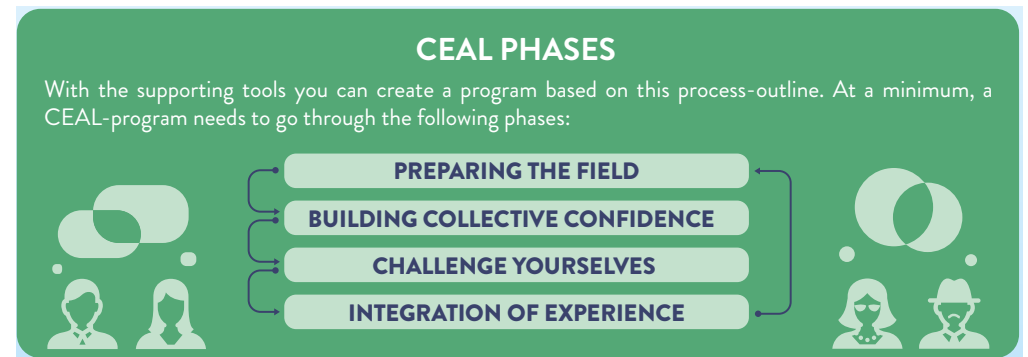 CEAL PHASES
With the supporting tools you can create a program based on this process-outline. At a minimum, a
CEAL-program needs to go through the following phases:
PREPARING THE FIELD
BUILDING COLLECTIVE CONFIDENCE
CHALLENGE YOURSELVES
INTEGRATION OF EXPERIENCE